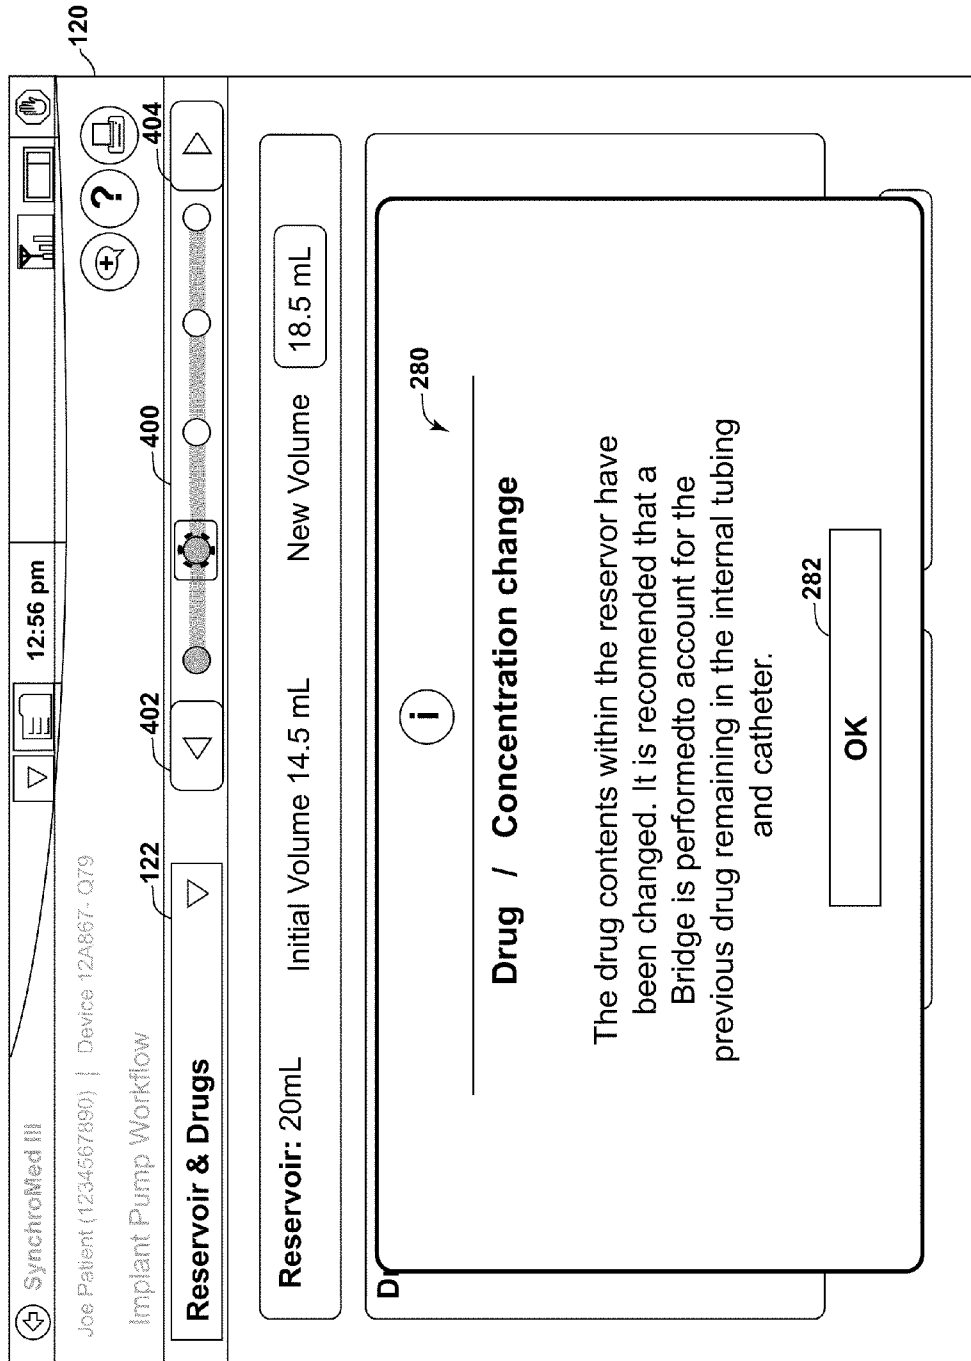 SynchroMed III
12:56 pm
120
Joe Patient (1234567890) | Device 12A867- Q79
Implant Pump Workflow
?
Reservoir & Drugs
122
402
400
404
Reservoir: 20mL
Initial Volume 14.5 mL
New Volume
18.5 mL
D
280
i
Drug / Concentration change
The drug contents within the reservor have
been changed. It is recomended that a
Bridge is performedto account for the
previous drug remaining in the internal tubing
and catheter.
OK
282